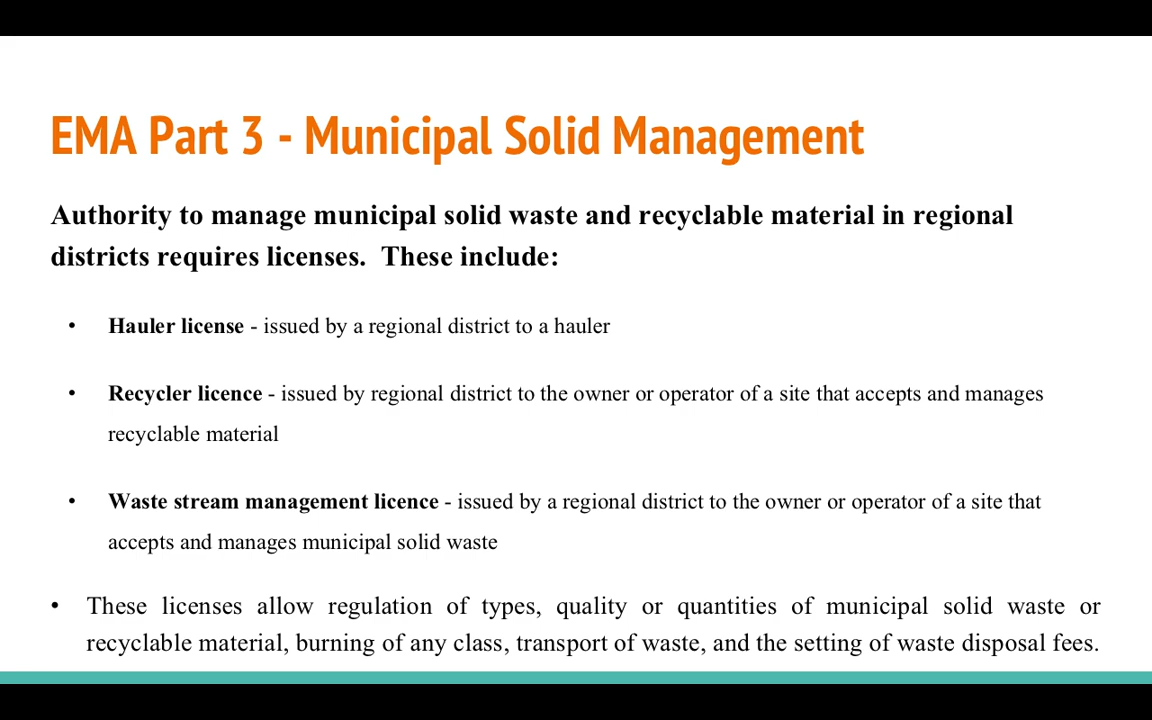 EMA Part 3 - Municipal Solid Management
Authority to manage municipal solid waste and recyclable material in regional
districts requires licenses.  These include:
• Hauler license - issued by a regional district to a hauler
• Recycler licence - issued by regional district to the owner or operator of a site that accepts and manages
recyclable material
• Waste stream management licence - issued by a regional district to the owner or operator of a site that
accepts and manages municipal solid waste
• These licenses allow regulation of types, quality or quantities of municipal solid waste or
recyclable material, burning of any class, transport of waste, and the setting of waste disposal fees.